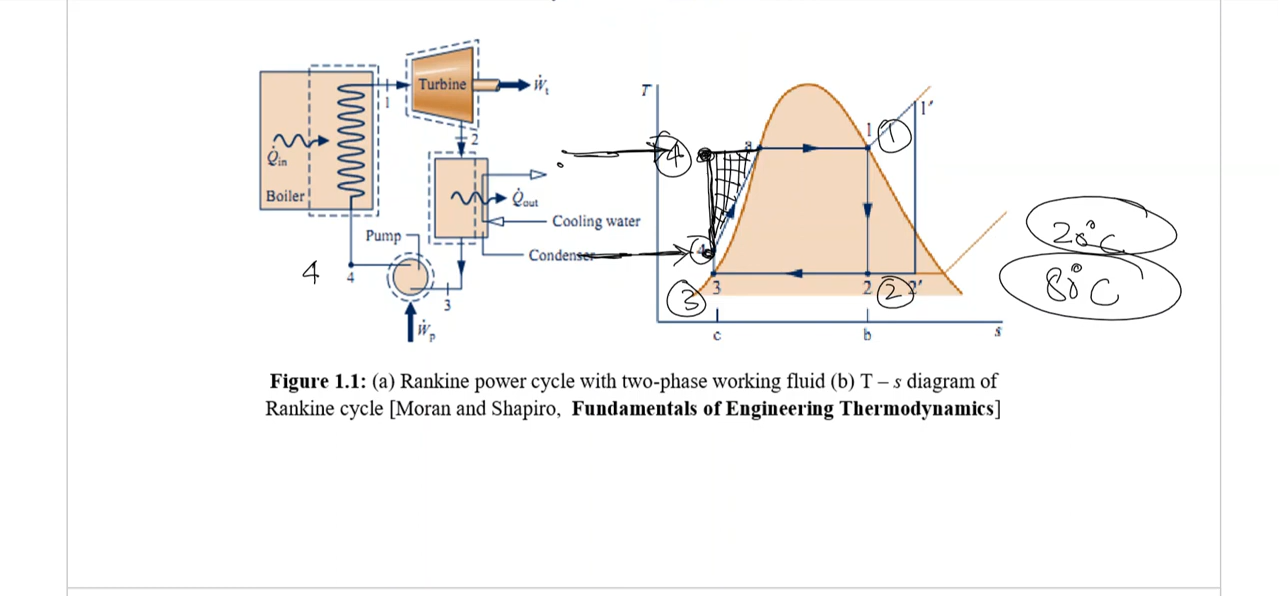 Turbine
Ẇt
1
2
Q̇in
Boiler
Q̇out
Cooling water
Pump
Condenser
4
4
3
Ẇp
T
4
a
1
1
1′
4
3
3
2
2
2′
c
b
s
20°C
80°C
Figure 1.1: (a) Rankine power cycle with two-phase working fluid (b) T – s diagram of
Rankine cycle [Moran and Shapiro, Fundamentals of Engineering Thermodynamics]